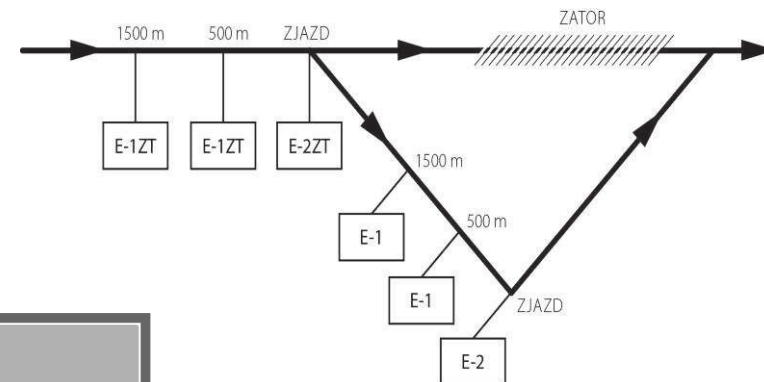 ZATOR
1500 m 500 m ZJAZD
E-1ZT E-1ZT E-2ZT
1500 m
E-1
500 m
E-1
ZJAZD
E-2